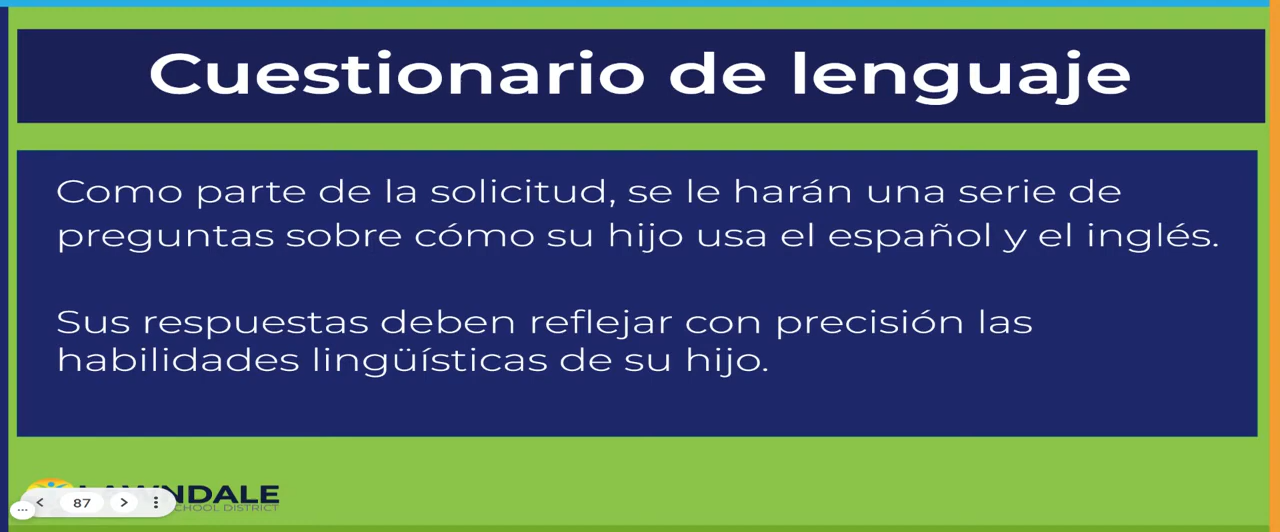 Cuestionario de lenguaje
Como parte de la solicitud, se le harán una serie de
preguntas sobre cómo su hijo usa el español y el inglés.
Sus respuestas deben reflejar con precisión las
habilidades lingüísticas de su hijo.
LAWNDALE
SCHOOL DISTRICT
87